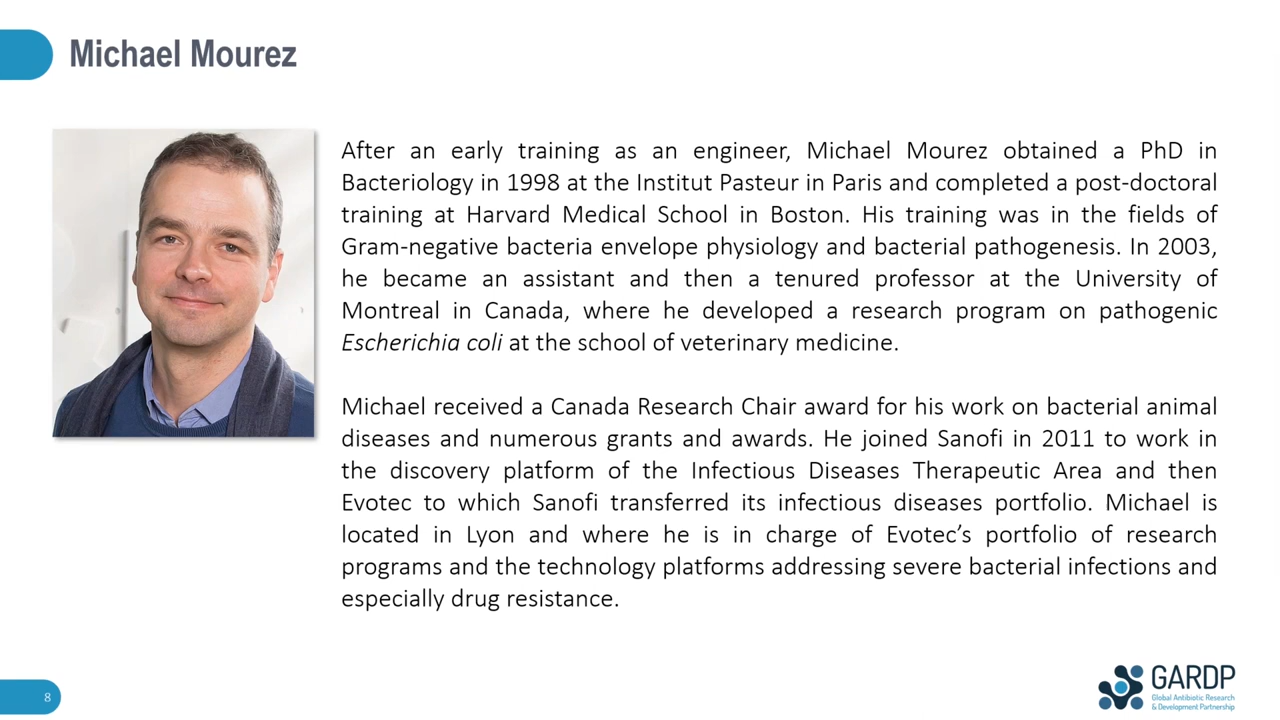 Michael Mourez
After an early training as an engineer, Michael Mourez obtained a PhD in
Bacteriology in 1998 at the Institut Pasteur in Paris and completed a post-doctoral
training at Harvard Medical School in Boston. His training was in the fields of
Gram-negative bacteria envelope physiology and bacterial pathogenesis. In 2003,
he became an assistant and then a tenured professor at the University of
Montreal in Canada, where he developed a research program on pathogenic
Escherichia coli at the school of veterinary medicine.
Michael received a Canada Research Chair award for his work on bacterial animal
diseases and numerous grants and awards. He joined Sanofi in 2011 to work in
the discovery platform of the Infectious Diseases Therapeutic Area and then
Evotec to which Sanofi transferred its infectious diseases portfolio. Michael is
located in Lyon and where he is in charge of Evotec’s portfolio of research
programs and the technology platforms addressing severe bacterial infections and
especially drug resistance.
8
GARDP
Global Antibiotic Research
& Development Partnership